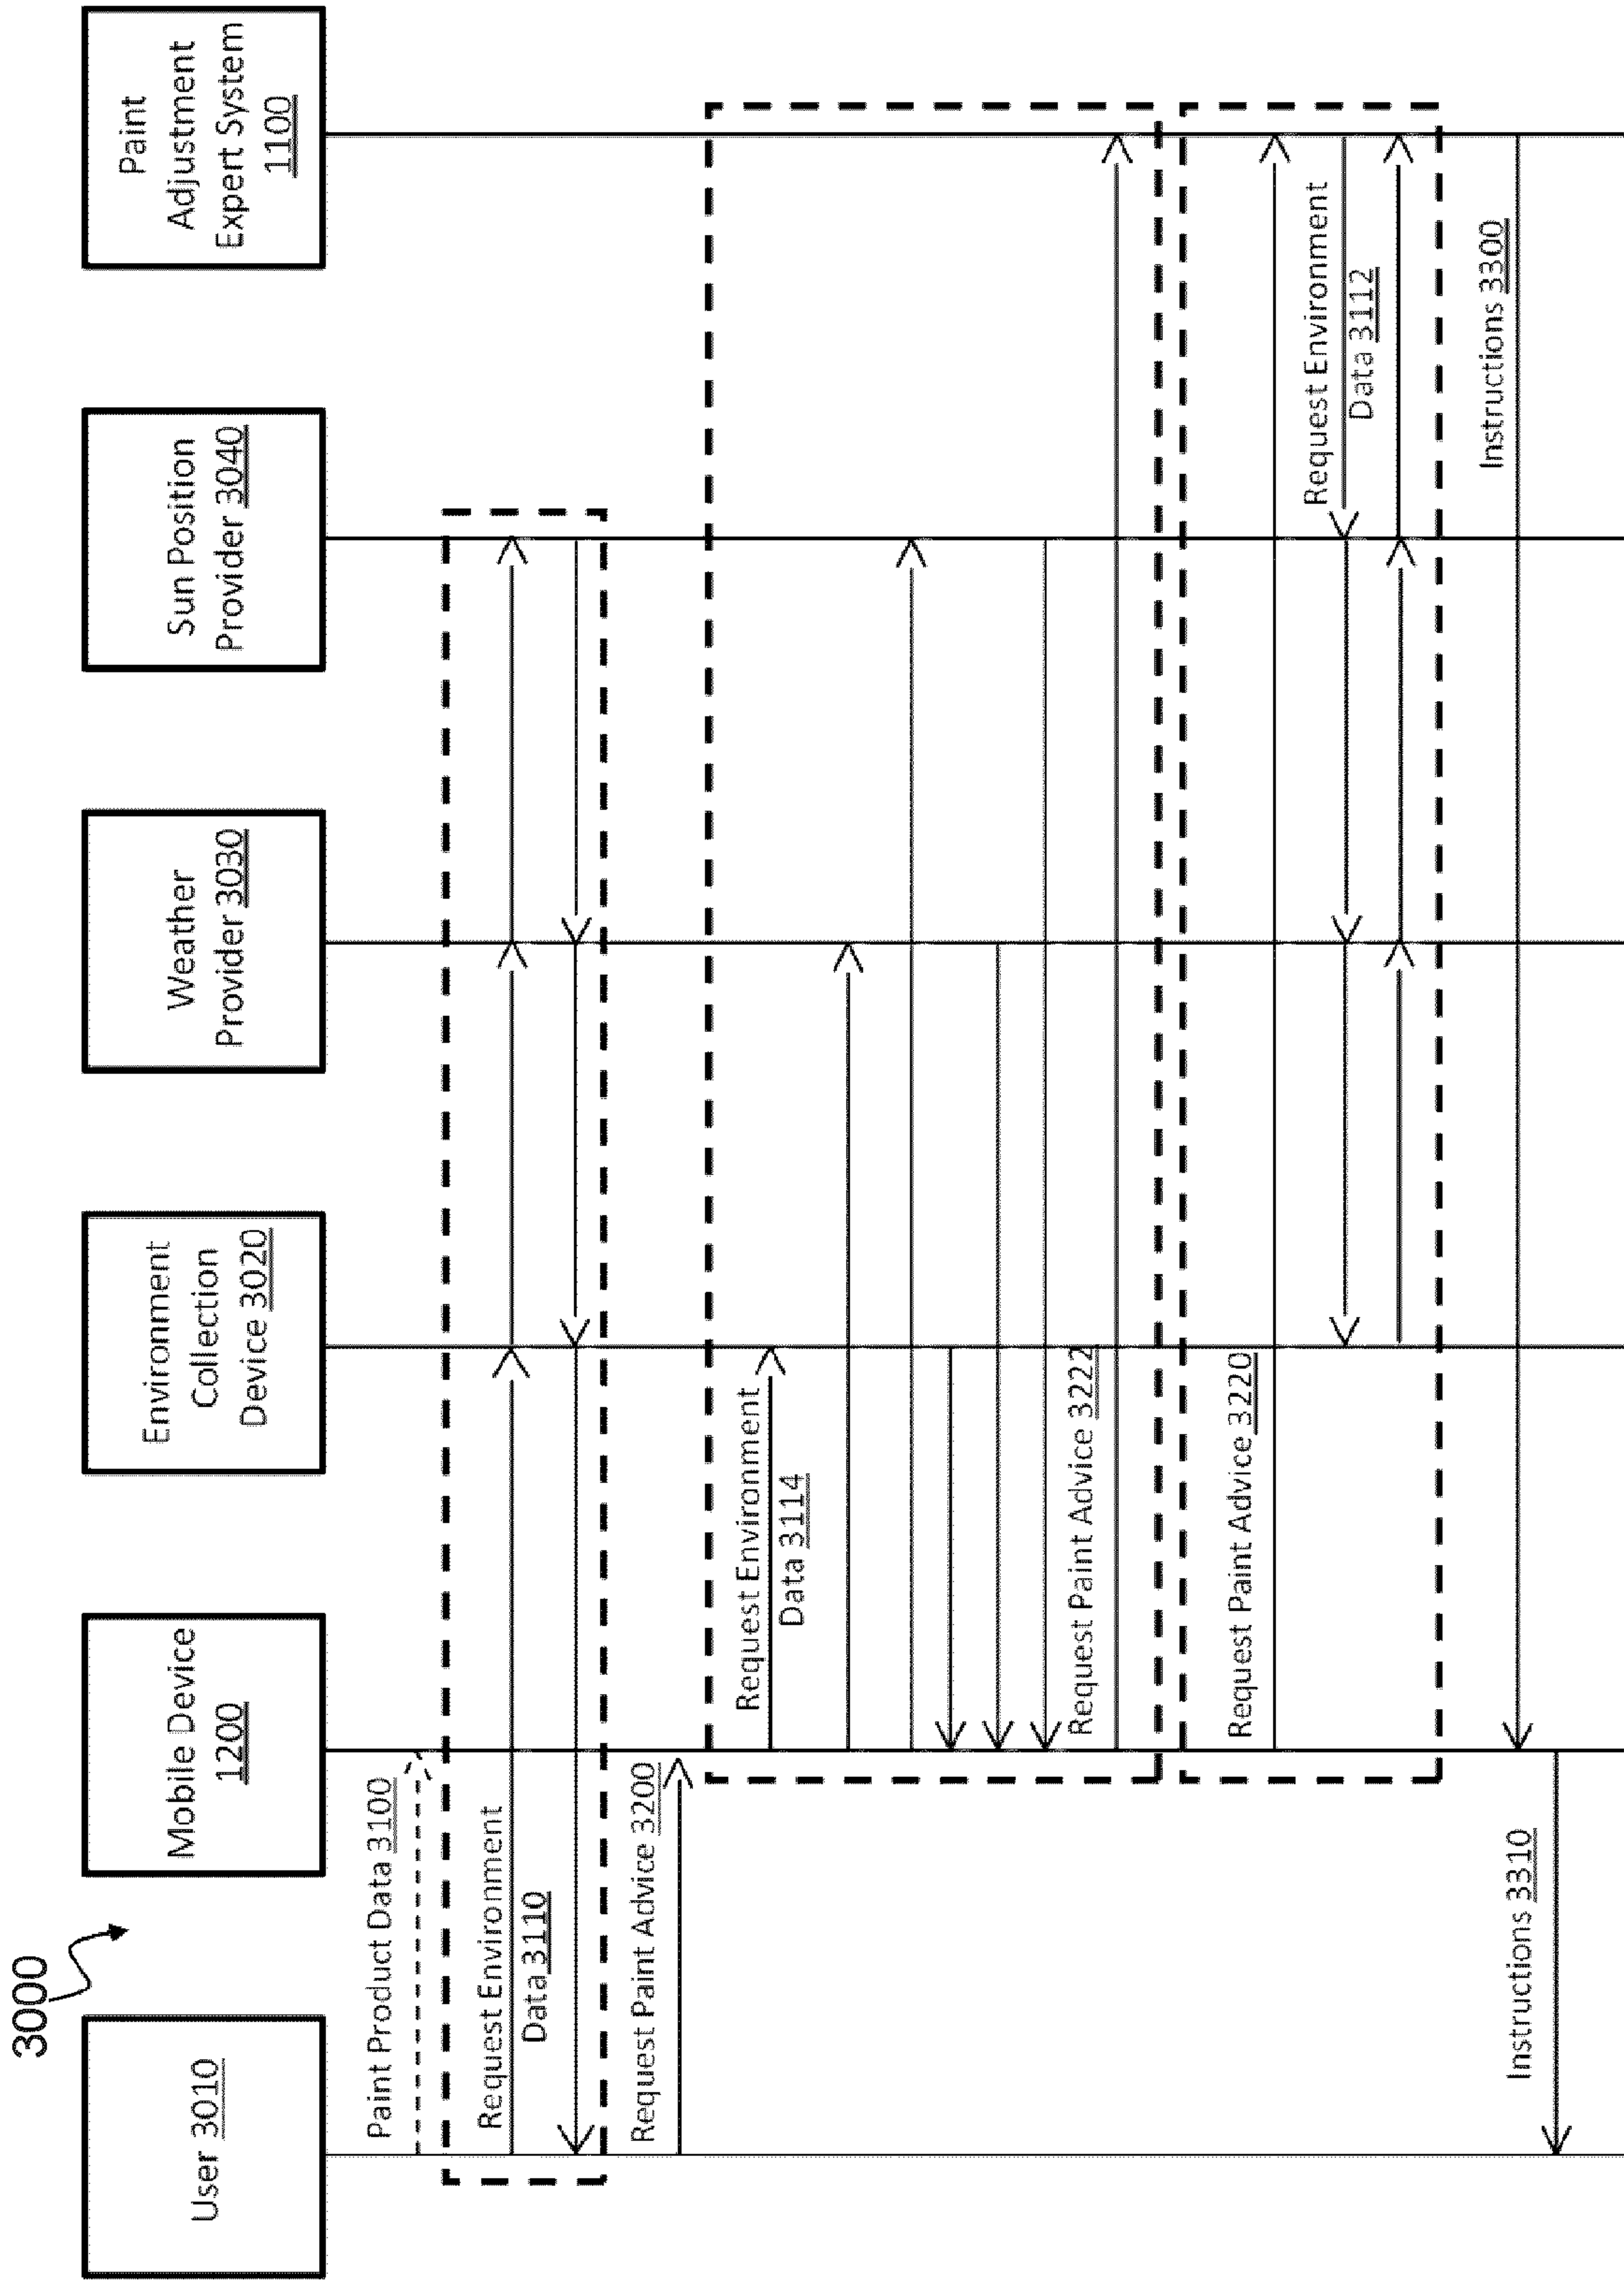 3000
User 3010
Mobile Device
1200
Environment
Collection
Device 3020
Weather
Provider 3030
Sun Position
Provider 3040
Paint
Adjustment
Expert System
1100
Paint Product Data 3100
Request Environment
Data 3110
Request Paint Advice 3200
Request Environment
Data 3114
Request Paint Advice 3222
Request Paint Advice 3220
Request Environment
Data 3112
Instructions 3300
Instructions 3310